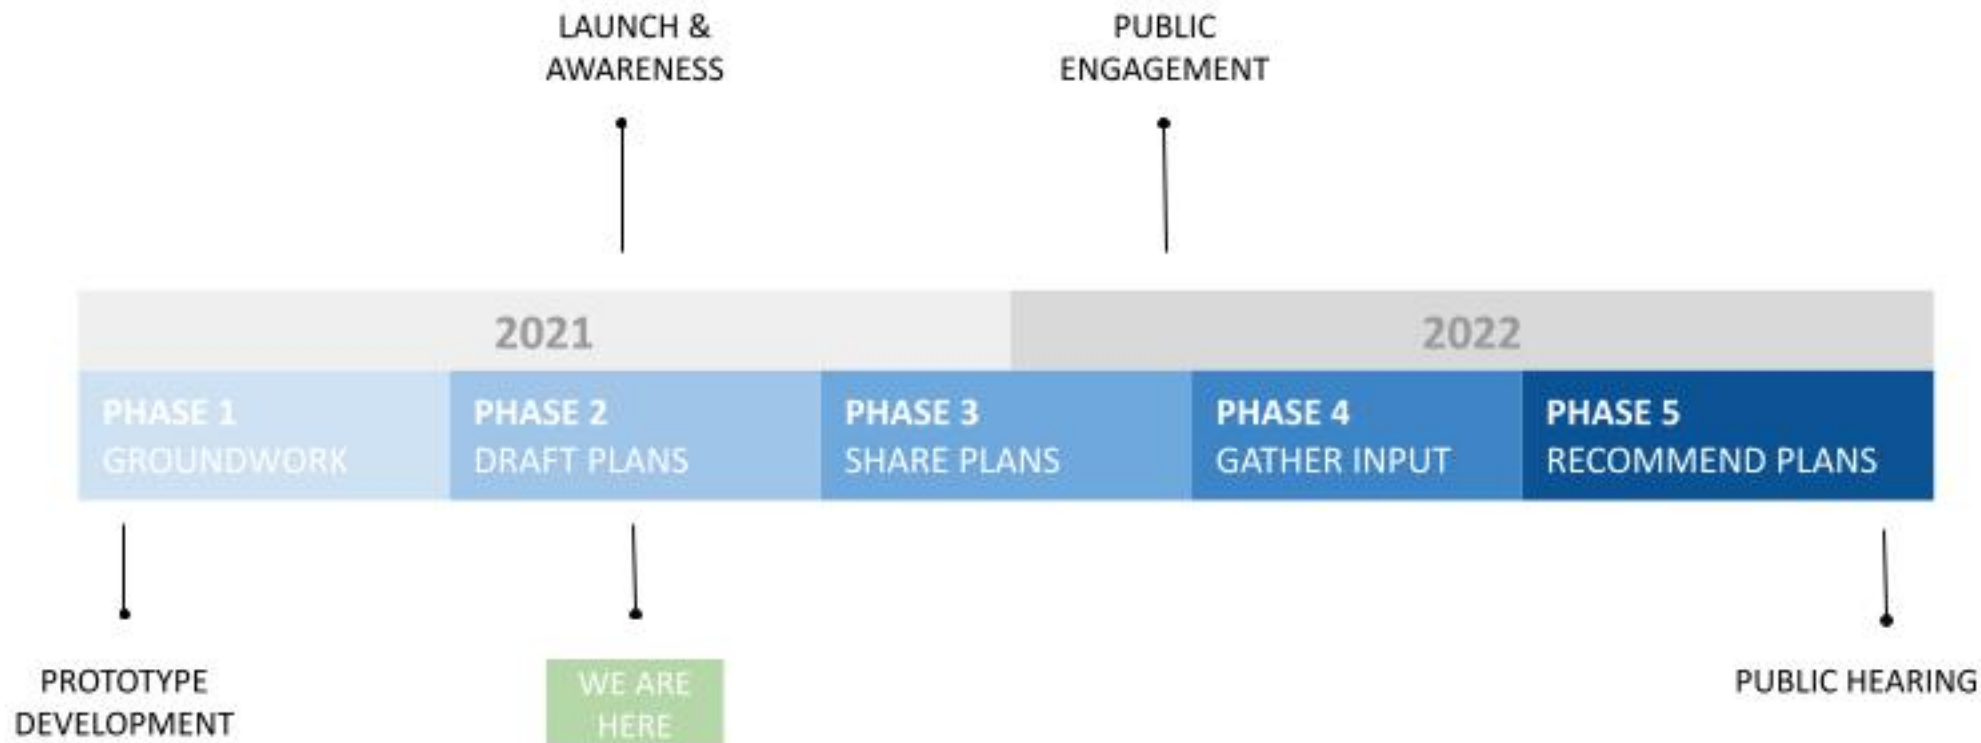 LAUNCH &
AWARENESS
PUBLIC
ENGAGEMENT
2021
2022
PHASE 1
GROUNDWORK
PHASE 2
DRAFT PLANS
PHASE 3
SHARE PLANS
PHASE 4
GATHER INPUT
PHASE 5
RECOMMEND PLANS
PROTOTYPE
DEVELOPMENT
WE ARE
HERE
PUBLIC HEARING